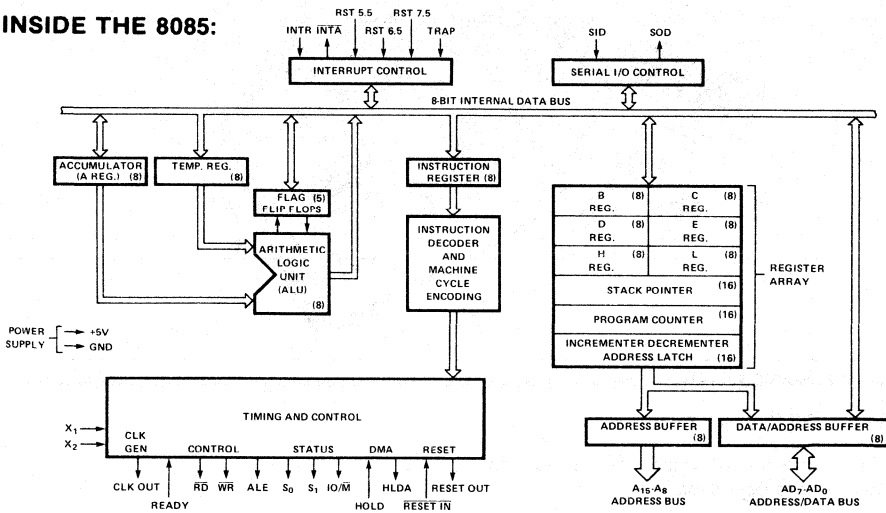 INSIDE THE 8085:
RST 5.5 RST 7.5
INTR INTA RST 6.5 TRAP
SID SOD
INTERRUPT CONTROL
SERIAL I/O CONTROL
8-BIT INTERNAL DATA BUS
ACCUMULATOR
(A REG.) (8)
TEMP. REG.
(8)
FLAG (5)
FLIP FLOPS
ARITHMETIC
LOGIC
UNIT
(ALU)
(8)
INSTRUCTION
REGISTER (8)
INSTRUCTION
DECODER
AND
MACHINE
CYCLE
ENCODING
B (8)
REG.
C (8)
REG.
D (8)
REG.
E (8)
REG.
H (8)
REG.
L (8)
REG.
STACK POINTER (16)
PROGRAM COUNTER (16)
INCREMENTER DECREMENTER
ADDRESS LATCH (16)
REGISTER
ARRAY
POWER
SUPPLY
+5V
GND
TIMING AND CONTROL
X1
X2
CLK
GEN
CONTROL STATUS DMA RESET
CLK OUT
READY
RD WR ALE S0 S1 IO/M
HOLD
HLDA
RESET IN
RESET OUT
ADDRESS BUFFER
(8)
DATA/ADDRESS BUFFER
(8)
A15-A8
ADDRESS BUS
AD7-AD0
ADDRESS/DATA BUS